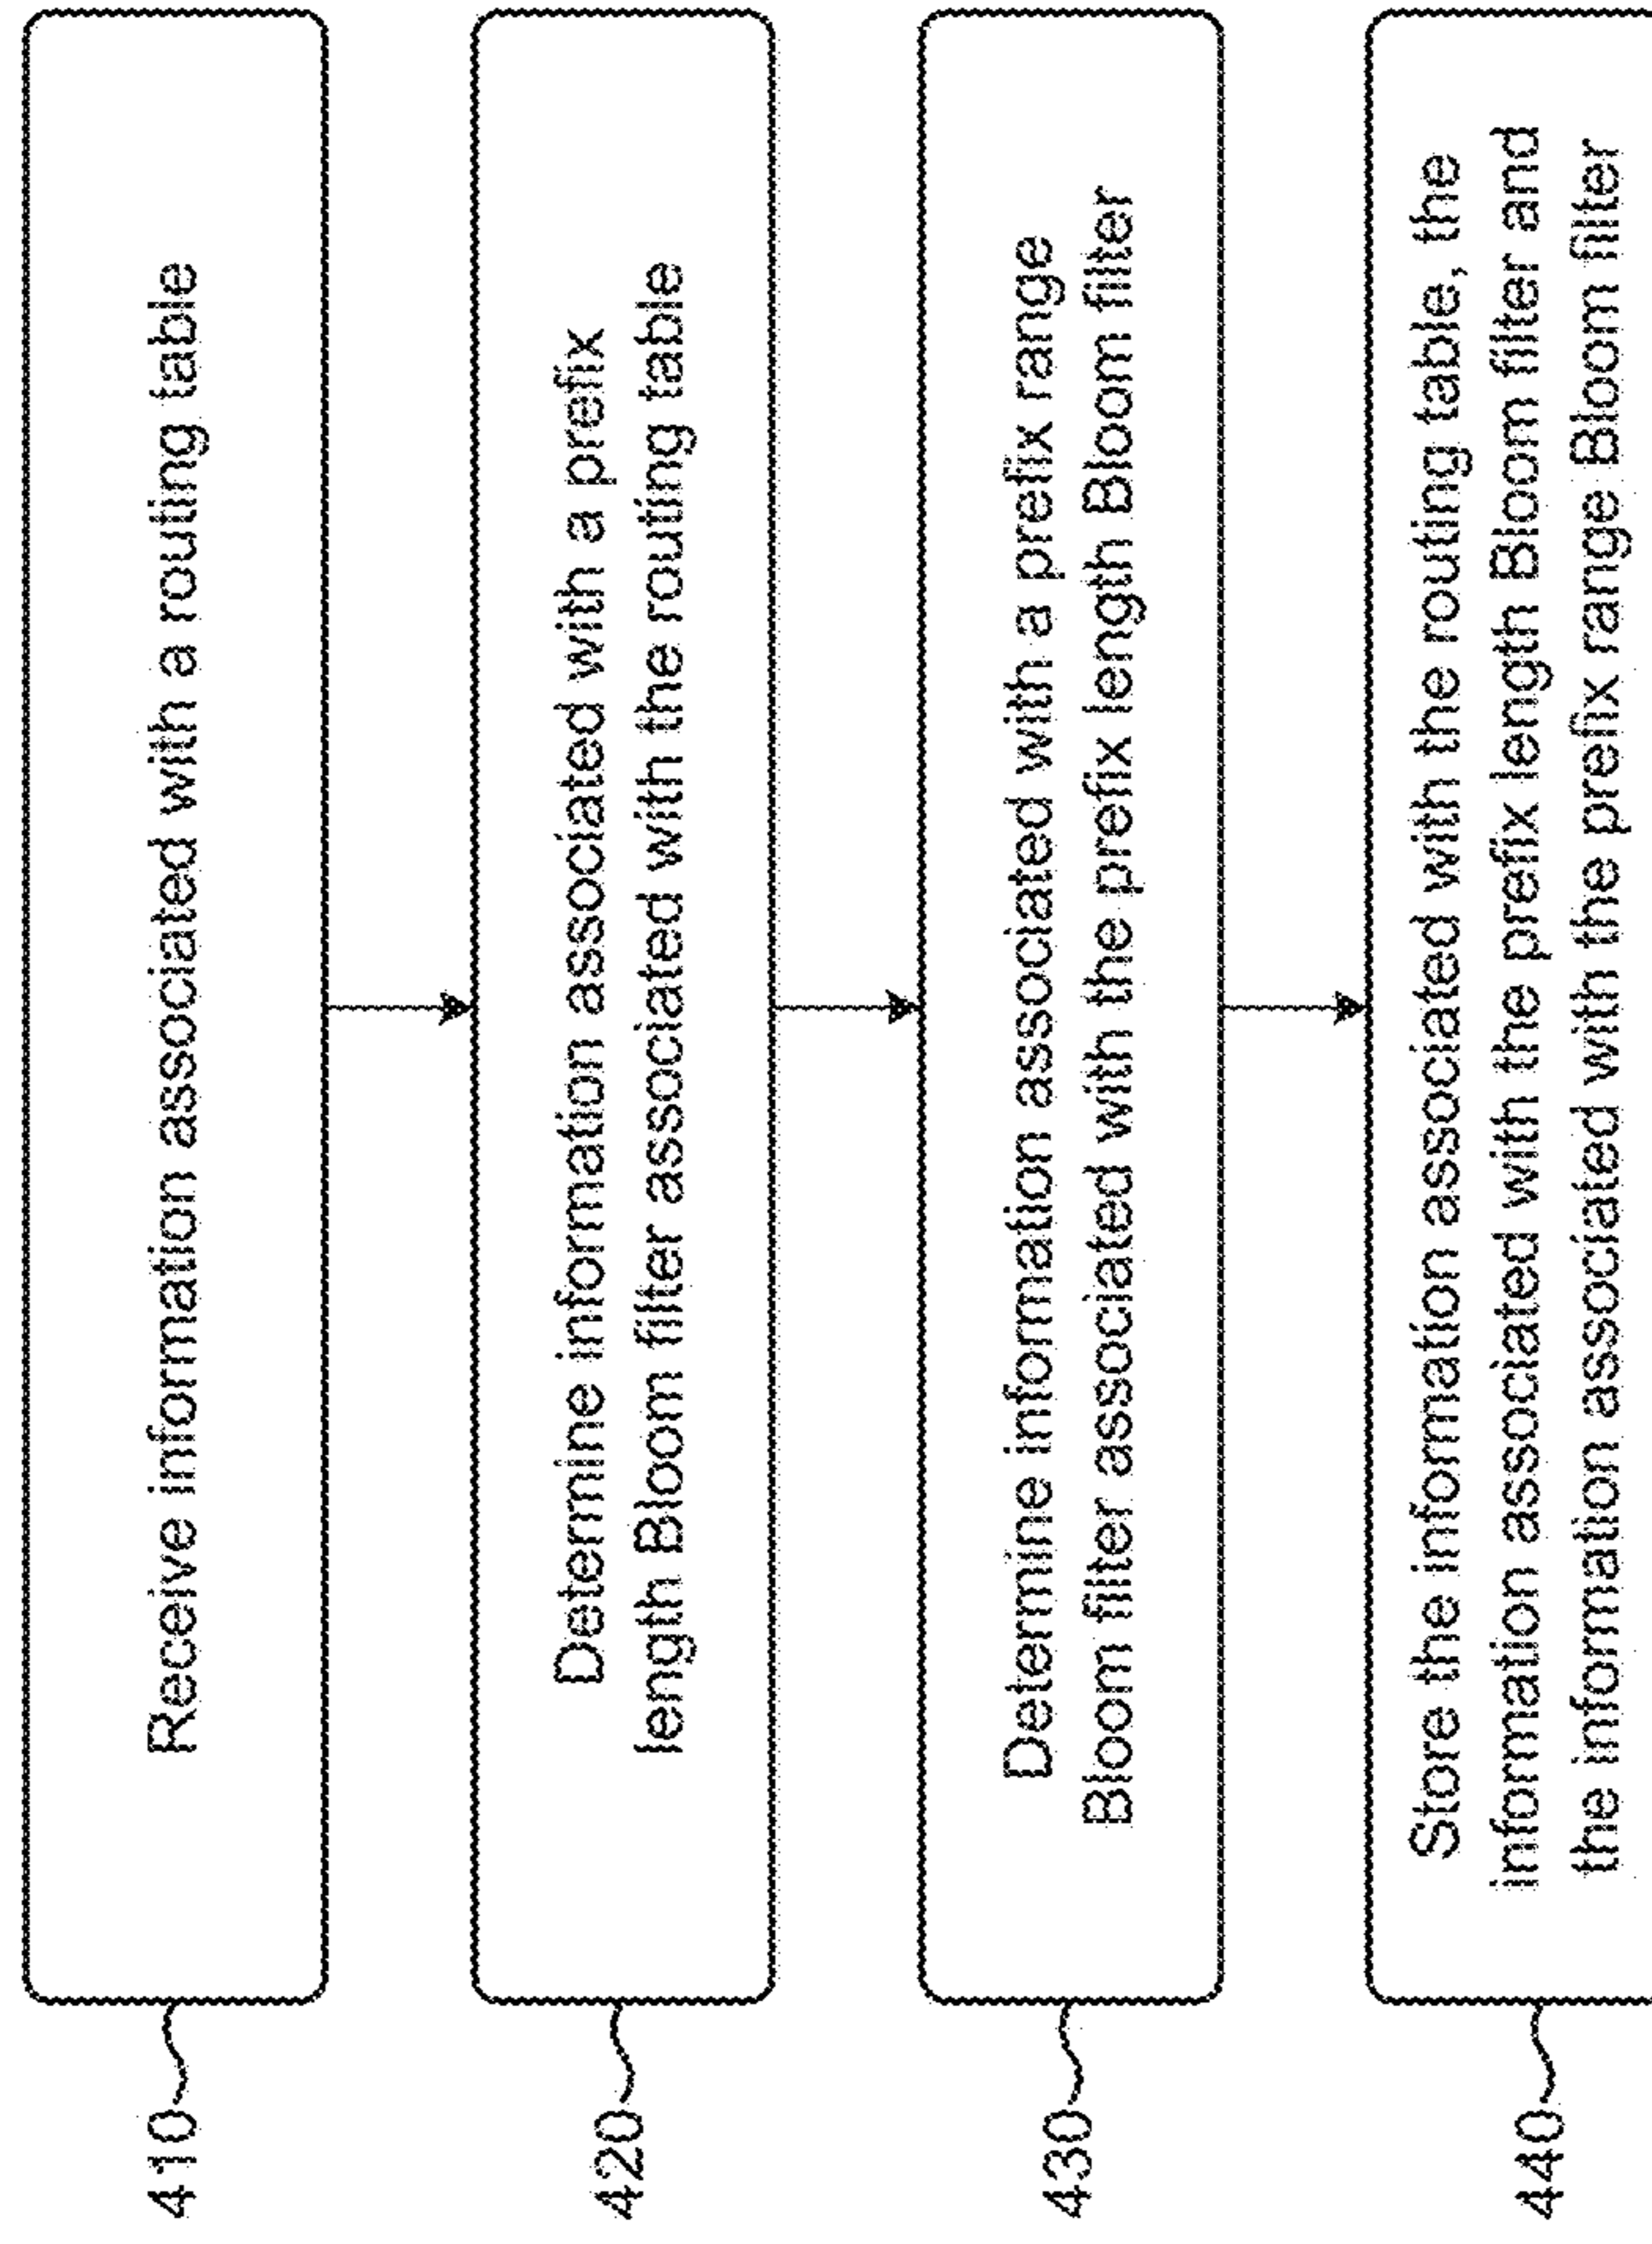 410
Receive information associated with a routing table
420
Determine information associated with a prefix
length Bloom filter associated with the routing table
430
Determine information associated with a prefix range
Bloom filter associated with the prefix length Bloom filter
440
Store the information associated with the routing table, the
information associated with the prefix length Bloom filter and
the information associated with the prefix range Bloom filter